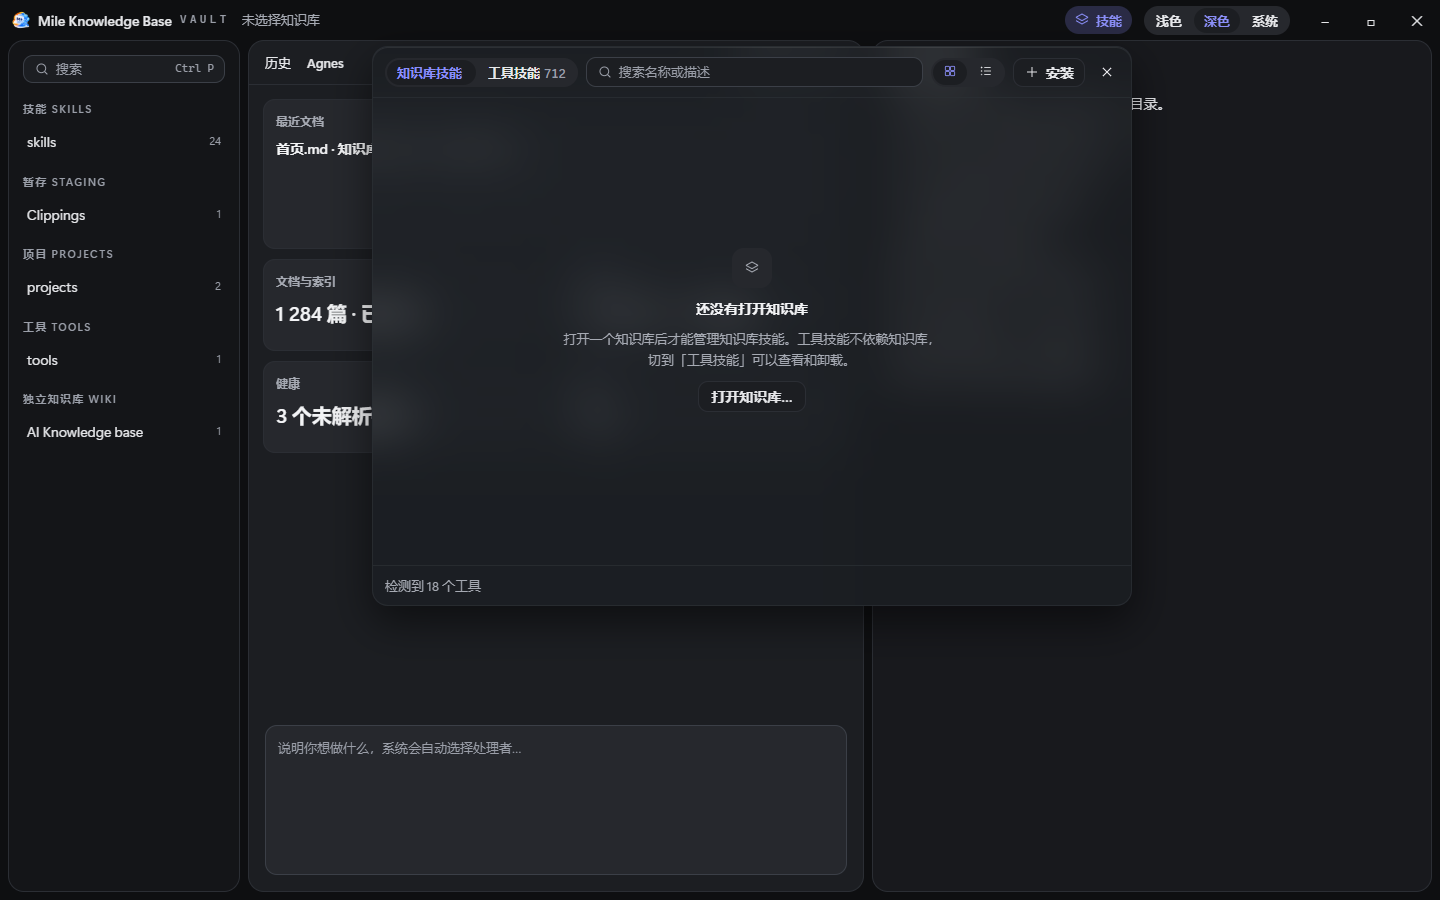 Mile Knowledge Base VAULT 未选择知识库
技能 浅色 深色 系统
搜索 Ctrl P
技能 SKILLS
skills 24
暂存 STAGING
Clippings 1
项目 PROJECTS
projects 2
工具 TOOLS
tools 1
独立知识库 WIKI
AI Knowledge base 1
历史 Agnes
最近文档
首页.md · 知识
文档与索引
1 284 篇 ·
健康
3 个未解析
知识库技能 工具技能 712 搜索名称或描述 安装
还没有打开知识库
打开一个知识库后才能管理知识库技能。工具技能不依赖知识库，
切到「工具技能」可以查看和卸载。
打开知识库...
检测到 18 个工具
目录。
说明你想做什么，系统会自动选择处理者...